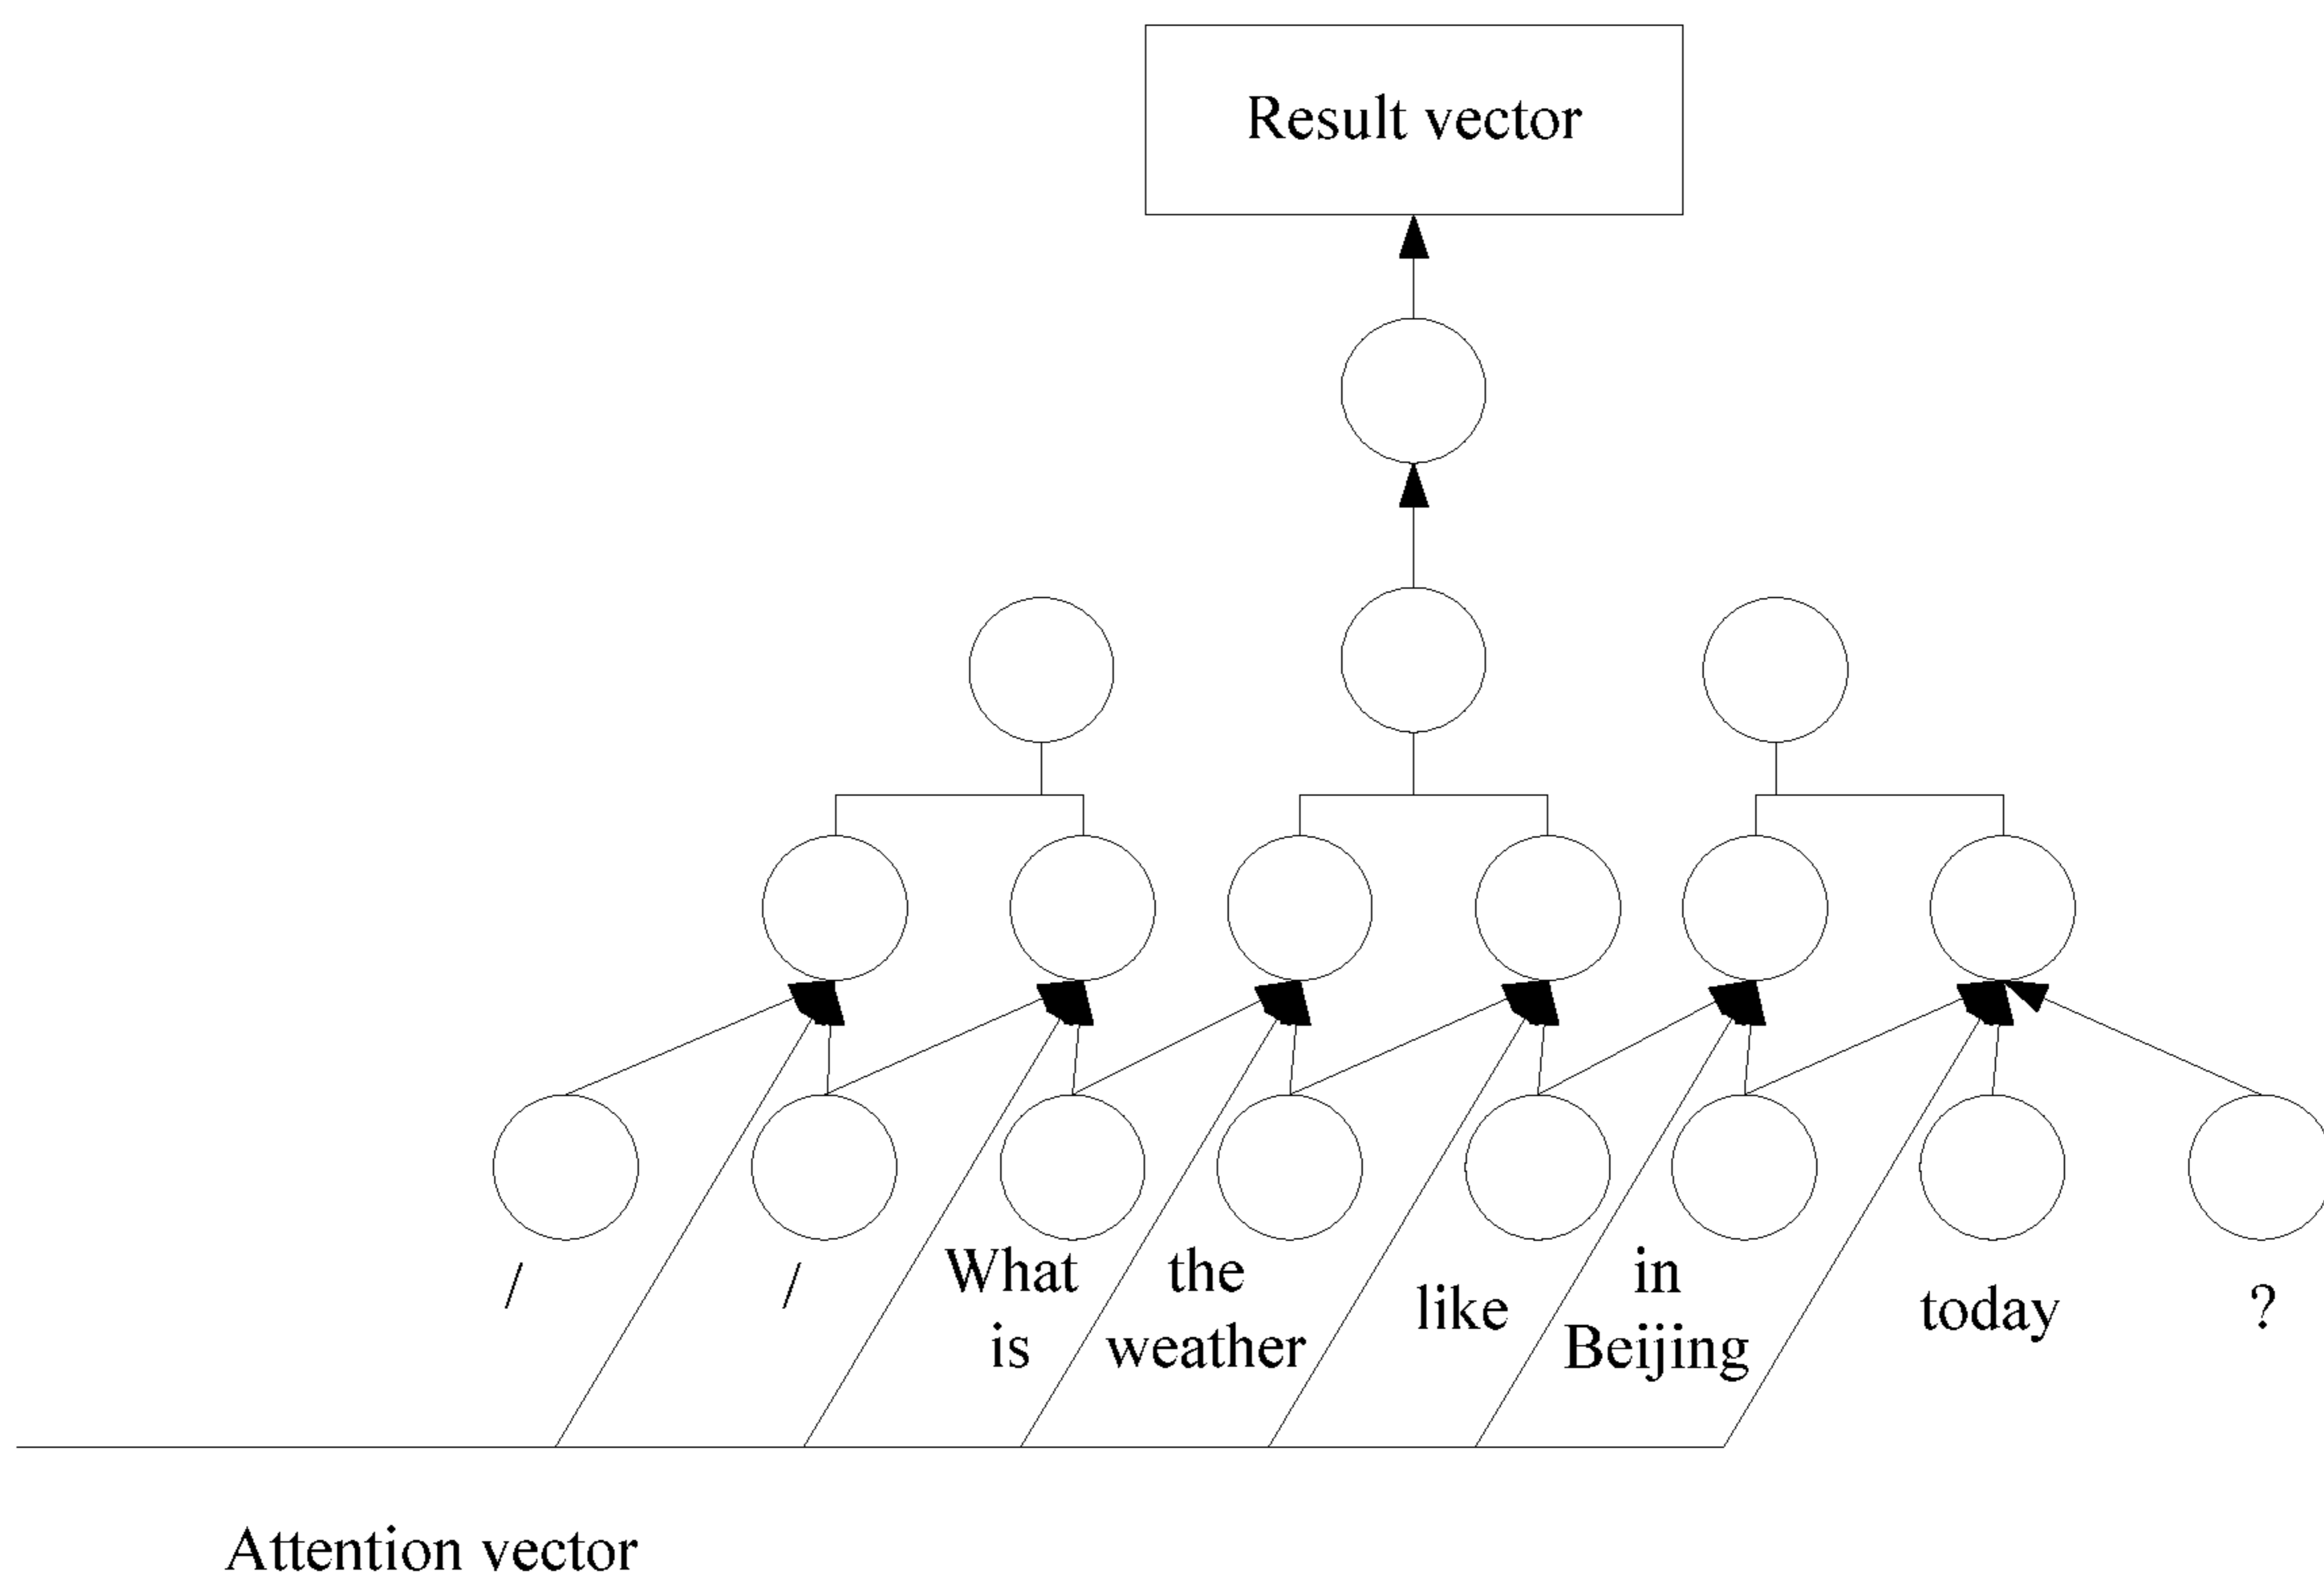 Result vector
/
/
What
is
the
weather
like
in
Beijing
today
?
Attention vector